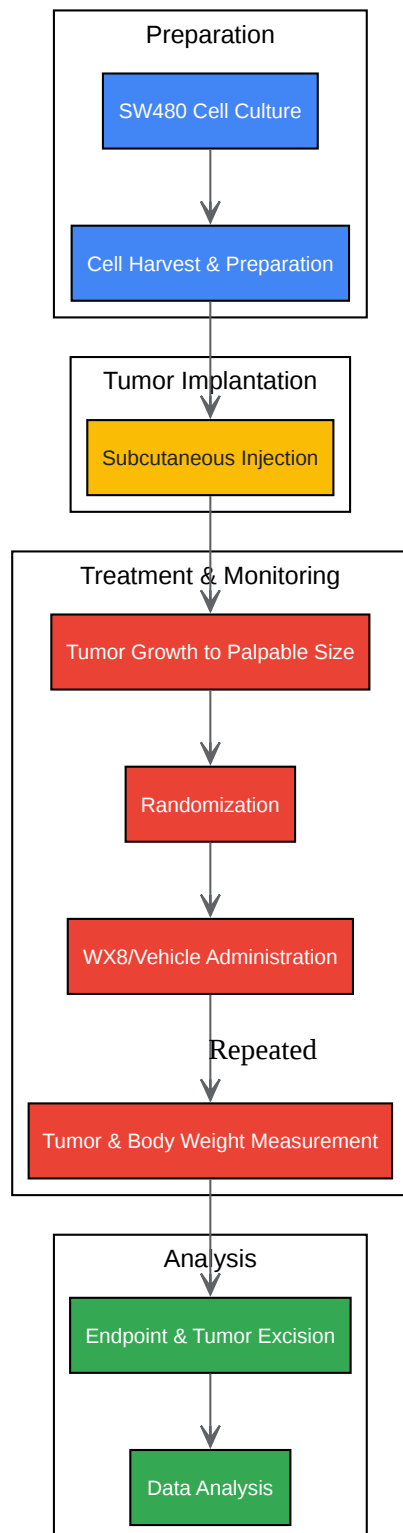 Preparation
SW480 Cell Culture
Cell Harvest & Preparation
Tumor Implantation
Subcutaneous Injection
Treatment & Monitoring
Tumor Growth to Palpable Size
Randomization
WX8/Vehicle Administration
Repeated
Tumor & Body Weight Measurement
Analysis
Endpoint & Tumor Excision
Data Analysis